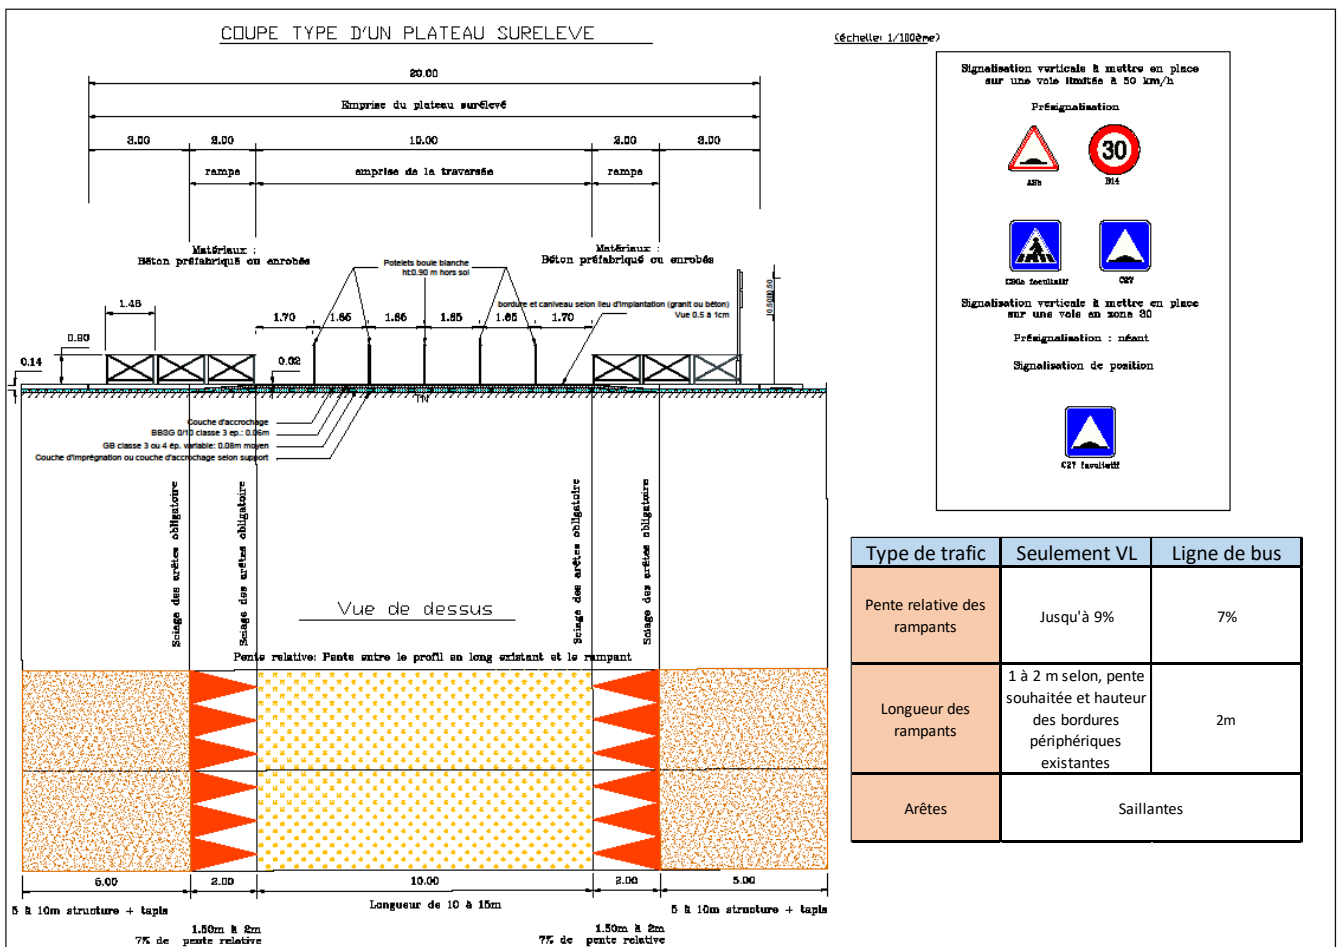 COUPE TYPE D'UN PLATEAU SURELEVE
(échelle: 1/100ème)
20.00
Emprise du plateau surélevé
3.00 2.00 10.00 2.00 3.00
rampe emprise de la traversée rampe
Matériaux :
Béton préfabriqué ou enrobés
Matériaux :
Béton préfabriqué ou enrobés
Potelets boule blanche
ht:0.90 m hors sol
bordure et caniveau selon lieu d'implantation (granit ou béton)
Vue 0.5 à 1cm
1.70 1.65 1.65 1.65 1.65 1.70
0.14
0.02
TN
Couche d'accrochage
BBSG 0/10 classe 3 ep.: 0.06m
GB classe 3 ou 4 ép. variable: 0.08m moyen
Couche d'imprégnation ou couche d'accrochage selon support
Sciage des arêtes obligatoire
Sciage des arêtes obligatoire
Sciage des arêtes obligatoire
Sciage des arêtes obligatoire
Vue de dessus
Pente relative: Pente entre le profil en long existant et le rampant
5.00 2.00 10.00 2.00 5.00
5 à 10m structure + tapis
Longueur de 10 à 15m
5 à 10m structure + tapis
1.50m à 2m
7% de pente relative
1.50m à 2m
7% de pente relative
Signalisation verticale à mettre en place
sur une voie limitée à 50 km/h
Présignalisation
30
B14
C20a facultatif
C27
Signalisation verticale à mettre en place
sur une voie en zone 30
Présignalisation : néant
Signalisation de position
C27 facultatif
Type de trafic Seulement VL Ligne de bus
Pente relative des
rampants
Jusqu'à 9%
7%
Longueur des
rampants
1 à 2 m selon, pente
souhaitée et hauteur
des bordures
périphériques
existantes
2m
Arêtes
Saillantes